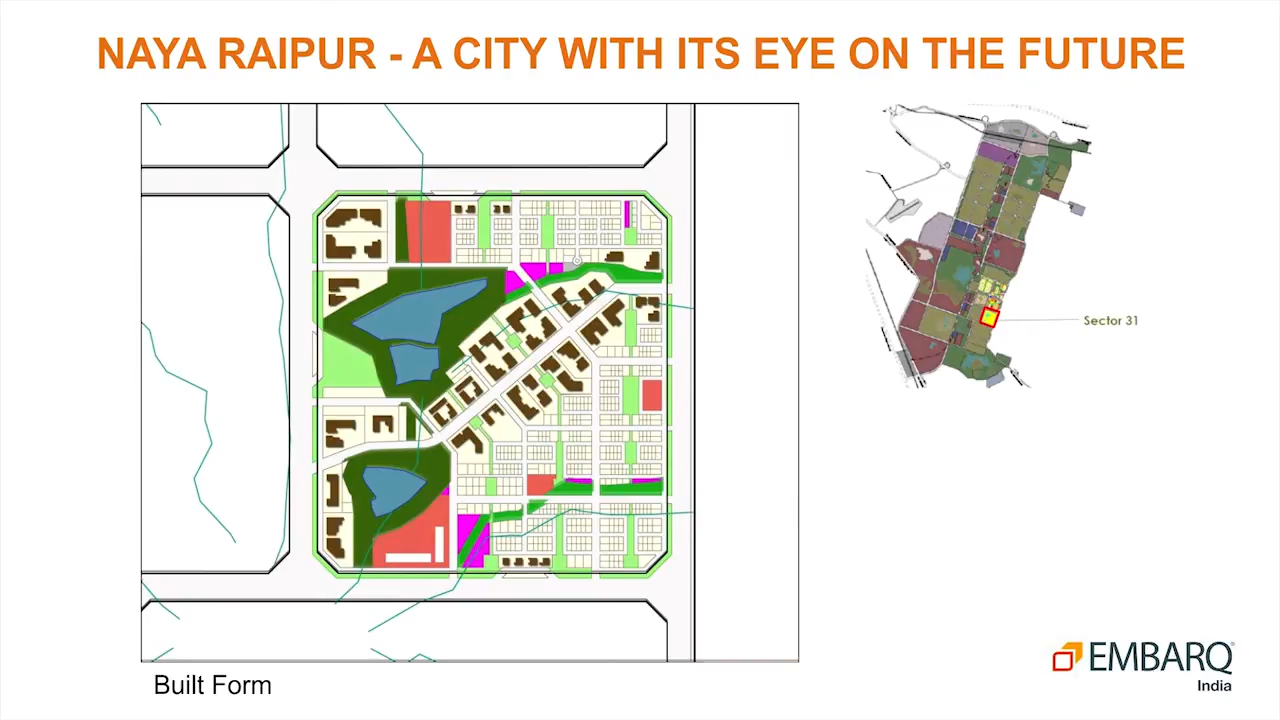 NAYA RAIPUR - A CITY WITH ITS EYE ON THE FUTURE
Sector 31
Built Form
EMBARQ®
India